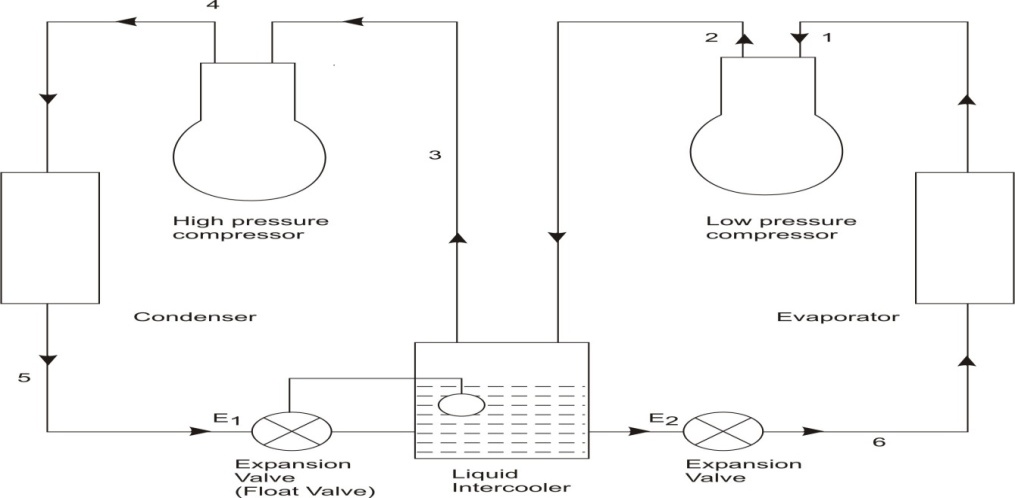 4
2
1
3
High pressure
compressor
Low pressure
compressor
Condenser
Evaporator
5
E1
E2
6
Expansion
Valve
(Float Valve)
Liquid
Intercooler
Expansion
Valve